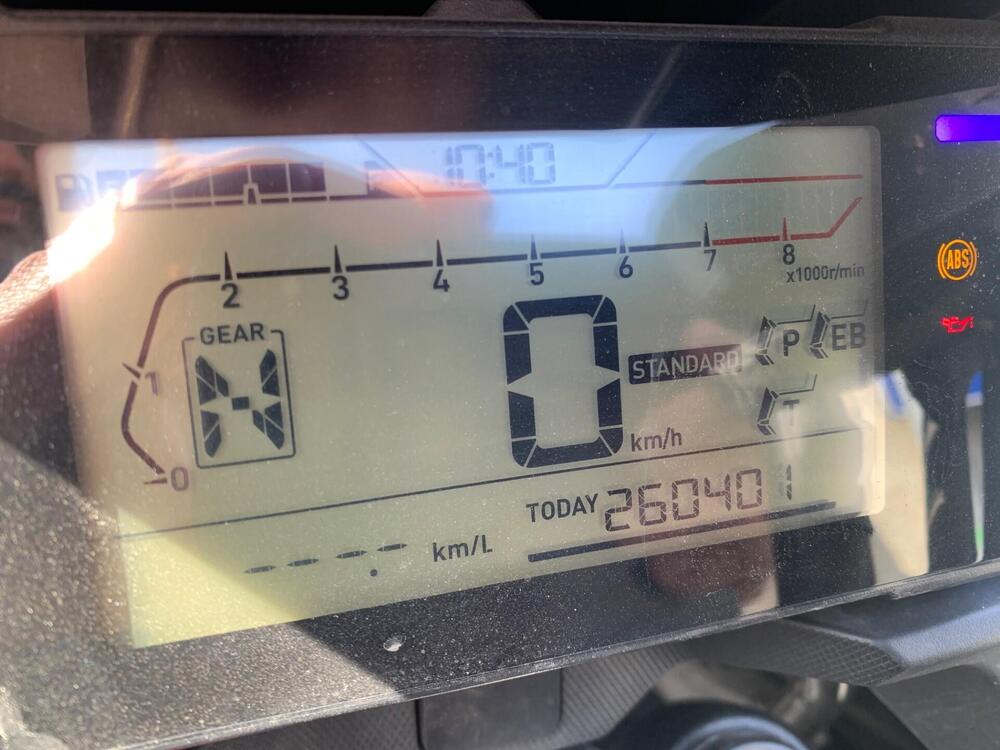 10:40
0 1 2 3 4 5 6 7 8
x1000r/min
GEAR
0 km/h
STANDARD
P EB
T
TODAY 260401
---.- km/L
ABS